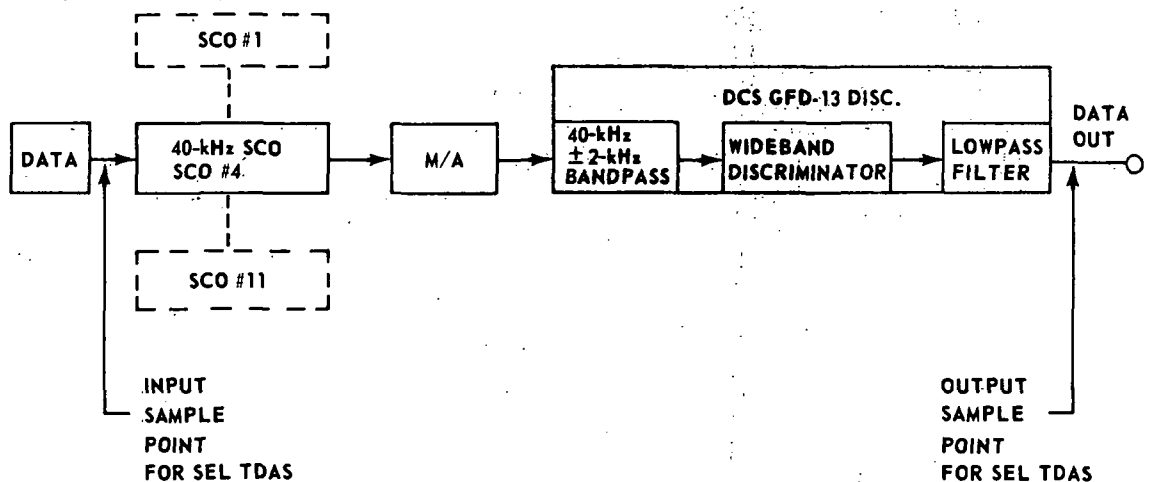 SCO #1
DCS GFD-13 DISC.
DATA
OUT
DATA
40-kHz SCO
SCO #4
M/A
40-kHz
±2-kHz
BANDPASS
WIDEBAND
DISCRIMINATOR
LOWPASS
FILTER
SCO #11
INPUT
SAMPLE
POINT
FOR SEL TDAS
OUTPUT
SAMPLE
POINT
FOR SEL TDAS